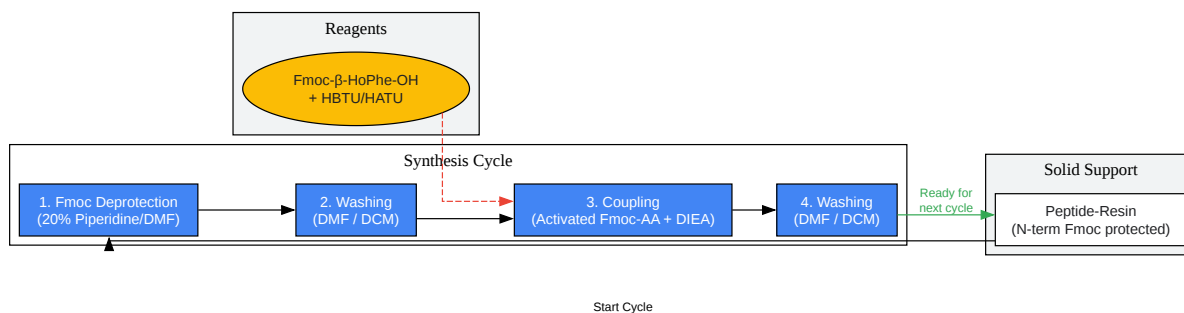 Reagents
Fmoc-β-HoPhe-OH
+ HBTU/HATU
Synthesis Cycle
1. Fmoc Deprotection
(20% Piperidine/DMF)
2. Washing
(DMF / DCM)
3. Coupling
(Activated Fmoc-AA + DIEA)
4. Washing
(DMF / DCM)
Ready for
next cycle
Solid Support
Peptide-Resin
(N-term Fmoc protected)
Start Cycle